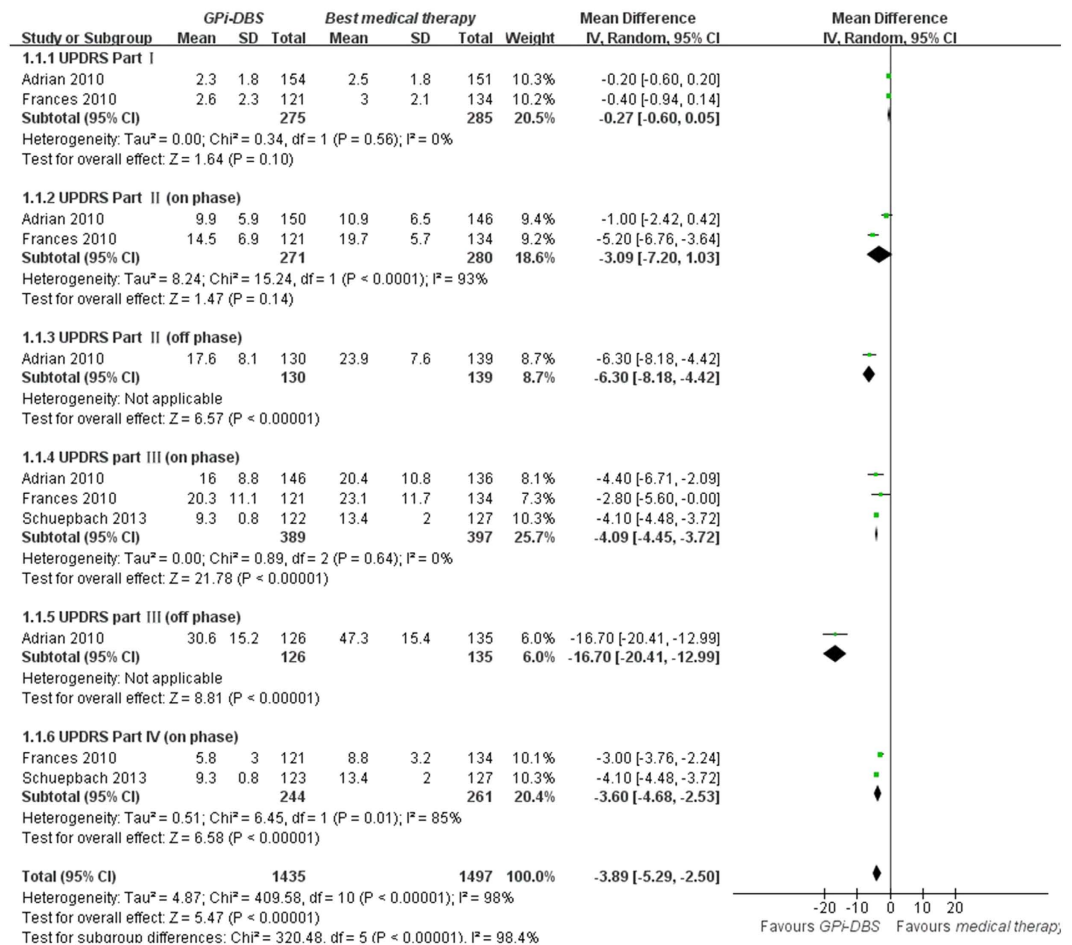 GPi-DBS Best medical therapy Mean Difference Mean Difference
Study or Subgroup Mean SD Total Mean SD Total Weight IV, Random, 95% CI IV, Random, 95% CI
1.1.1 UPDRS Part Ⅰ
Adrian 2010 2.3 1.8 154 2.5 1.8 151 10.3% -0.20 [-0.60, 0.20]
Frances 2010 2.6 2.3 121 3 2.1 134 10.2% -0.40 [-0.94, 0.14]
Subtotal (95% CI) 275 285 20.5% -0.27 [-0.60, 0.05]
Heterogeneity: Tau² = 0.00; Chi² = 0.34, df = 1 (P = 0.56); I² = 0%
Test for overall effect: Z = 1.64 (P = 0.10)
1.1.2 UPDRS Part Ⅱ (on phase)
Adrian 2010 9.9 5.9 150 10.9 6.5 146 9.4% -1.00 [-2.42, 0.42]
Frances 2010 14.5 6.9 121 19.7 5.7 134 9.2% -5.20 [-6.76, -3.64]
Subtotal (95% CI) 271 280 18.6% -3.09 [-7.20, 1.03]
Heterogeneity: Tau² = 8.24; Chi² = 15.24, df = 1 (P < 0.0001); I² = 93%
Test for overall effect: Z = 1.47 (P = 0.14)
1.1.3 UPDRS Part Ⅱ (off phase)
Adrian 2010 17.6 8.1 130 23.9 7.6 139 8.7% -6.30 [-8.18, -4.42]
Subtotal (95% CI) 130 139 8.7% -6.30 [-8.18, -4.42]
Heterogeneity: Not applicable
Test for overall effect: Z = 6.57 (P < 0.00001)
1.1.4 UPDRS part Ⅲ (on phase)
Adrian 2010 16 8.8 146 20.4 10.8 136 8.1% -4.40 [-6.71, -2.09]
Frances 2010 20.3 11.1 121 23.1 11.7 134 7.3% -2.80 [-5.60, -0.00]
Schuepbach 2013 9.3 0.8 122 13.4 2 127 10.3% -4.10 [-4.48, -3.72]
Subtotal (95% CI) 389 397 25.7% -4.09 [-4.45, -3.72]
Heterogeneity: Tau² = 0.00; Chi² = 0.89, df = 2 (P = 0.64); I² = 0%
Test for overall effect: Z = 21.78 (P < 0.00001)
1.1.5 UPDRS part Ⅲ (off phase)
Adrian 2010 30.6 15.2 126 47.3 15.4 135 6.0% -16.70 [-20.41, -12.99]
Subtotal (95% CI) 126 135 6.0% -16.70 [-20.41, -12.99]
Heterogeneity: Not applicable
Test for overall effect: Z = 8.81 (P < 0.00001)
1.1.6 UPDRS Part Ⅳ (on phase)
Frances 2010 5.8 3 121 8.8 3.2 134 10.1% -3.00 [-3.76, -2.24]
Schuepbach 2013 9.3 0.8 123 13.4 2 127 10.3% -4.10 [-4.48, -3.72]
Subtotal (95% CI) 244 261 20.4% -3.60 [-4.68, -2.53]
Heterogeneity: Tau² = 0.51; Chi² = 6.45, df = 1 (P = 0.01); I² = 85%
Test for overall effect: Z = 6.58 (P < 0.00001)
Total (95% CI) 1435 1497 100.0% -3.89 [-5.29, -2.50]
Heterogeneity: Tau² = 4.87; Chi² = 409.58, df = 10 (P < 0.00001); I² = 98%
Test for overall effect: Z = 5.47 (P < 0.00001)
Test for subgroup differences: Chi² = 320.48, df = 5 (P < 0.00001), I² = 98.4%
-20 -10 0 10 20
Favours GPi-DBS Favours medical therapy